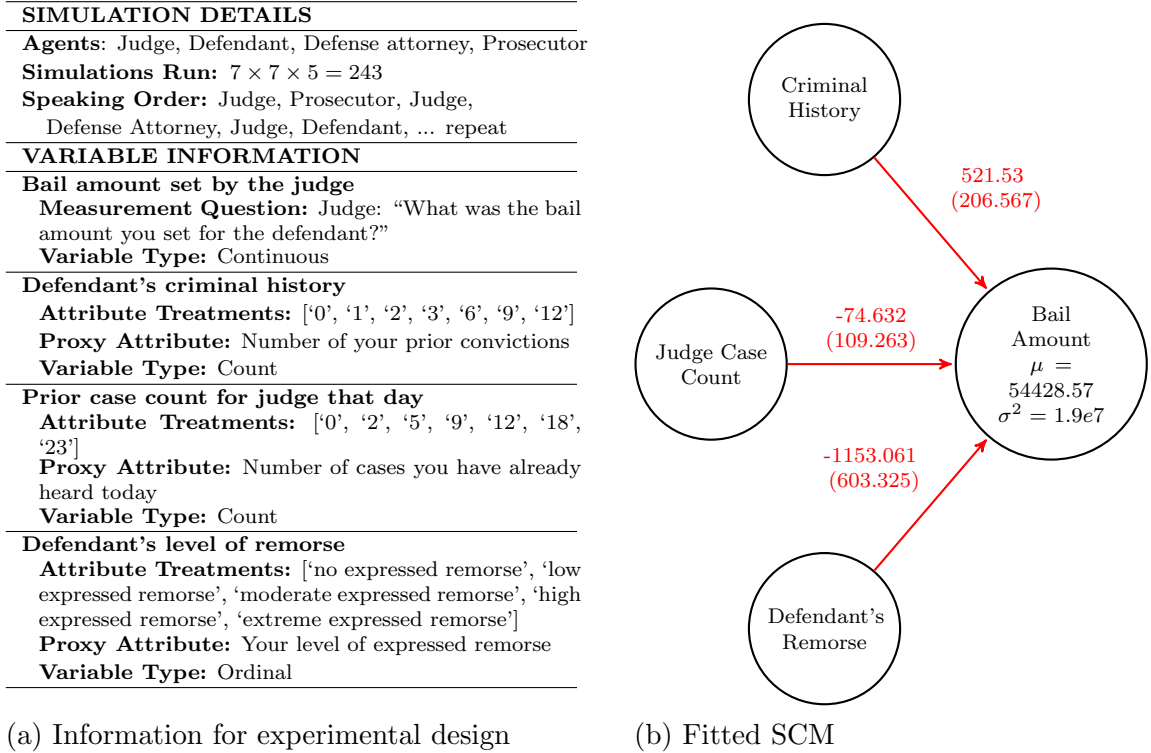 SIMULATION DETAILS
Agents: Judge, Defendant, Defense attorney, Prosecutor
Simulations Run: 7 × 7 × 5 = 243
Speaking Order: Judge, Prosecutor, Judge,
Defense Attorney, Judge, Defendant, ... repeat
VARIABLE INFORMATION
Bail amount set by the judge
Measurement Question: Judge: “What was the bail
amount you set for the defendant?”
Variable Type: Continuous
Defendant's criminal history
Attribute Treatments: [‘0’, ‘1’, ‘2’, ‘3’, ‘6’, ‘9’, ‘12’]
Proxy Attribute: Number of your prior convictions
Variable Type: Count
Prior case count for judge that day
Attribute Treatments: [‘0’, ‘2’, ‘5’, ‘9’, ‘12’, ‘18’,
‘23’]
Proxy Attribute: Number of cases you have already
heard today
Variable Type: Count
Defendant's level of remorse
Attribute Treatments: [‘no expressed remorse’, ‘low
expressed remorse’, ‘moderate expressed remorse’, ‘high
expressed remorse’, ‘extreme expressed remorse’]
Proxy Attribute: Your level of expressed remorse
Variable Type: Ordinal
(a) Information for experimental design
Criminal
History
521.53
(206.567)
Judge Case
Count
-74.632
(109.263)
Bail
Amount
μ =
54428.57
σ² = 1.9e7
-1153.061
(603.325)
Defendant's
Remorse
(b) Fitted SCM